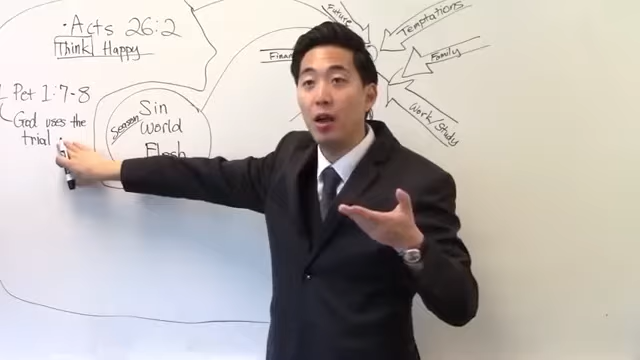 ·Acts 26:2
Think Happy
1 Pet 1:7-8
God uses the
trial
Season
Sin
World
Flesh
Future
Finan
Temptations
Family
Work/Study